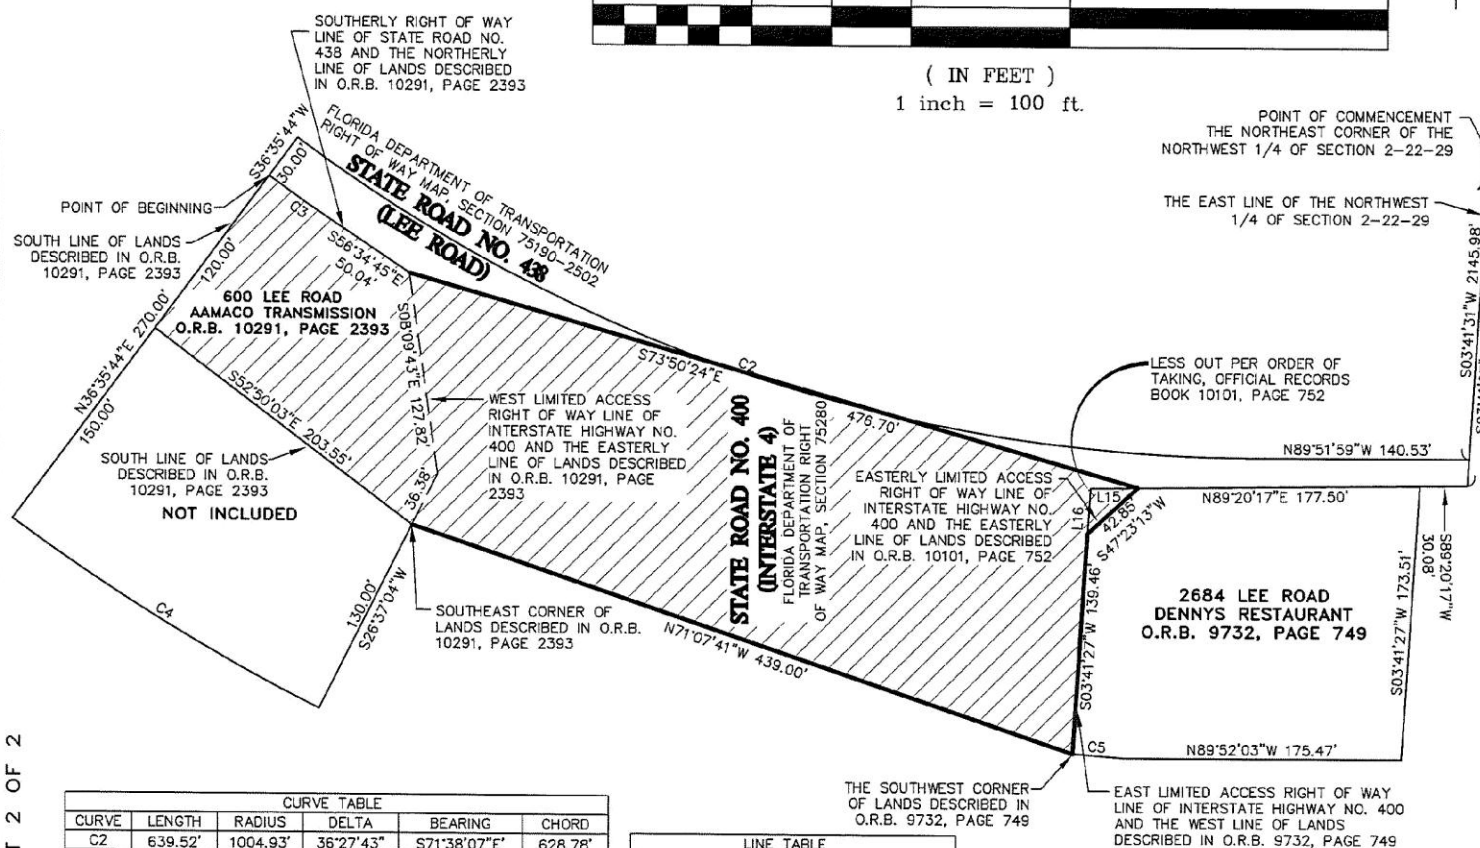 SOUTHERLY RIGHT OF WAY
LINE OF STATE ROAD NO.
438 AND THE NORTHERLY
LINE OF LANDS DESCRIBED
IN O.R.B. 10291, PAGE 2393
( IN FEET )
1 inch = 100 ft.
POINT OF COMMENCEMENT
THE NORTHEAST CORNER OF THE
NORTHWEST 1/4 OF SECTION 2-22-29
THE EAST LINE OF THE NORTHWEST
1/4 OF SECTION 2-22-29
S03°41'31"W 2145.98'
S36°35'44"W
30.00'
FLORIDA DEPARTMENT OF TRANSPORTATION
RIGHT OF WAY MAP, SECTION 75190-2502
STATE ROAD NO. 438
(LEE ROAD)
POINT OF BEGINNING
SOUTH LINE OF LANDS
DESCRIBED IN O.R.B.
10291, PAGE 2393
C3
S56°34'45"E
50.04'
120.00'
600 LEE ROAD
AAMACO TRANSMISSION
O.R.B. 10291, PAGE 2393
N36°35'44"E 270.00'
150.00'
S08°09'43"E 127.82'
36.38'
S52°50'03"E 203.55'
SOUTH LINE OF LANDS
DESCRIBED IN O.R.B.
10291, PAGE 2393
NOT INCLUDED
C4
130.00'
S26°37'04"W
WEST LIMITED ACCESS
RIGHT OF WAY LINE OF
INTERSTATE HIGHWAY NO.
400 AND THE EASTERLY
LINE OF LANDS DESCRIBED
IN O.R.B. 10291, PAGE
2393
SOUTHEAST CORNER OF
LANDS DESCRIBED IN O.R.B.
10291, PAGE 2393
S73°50'24"E
C2
476.70'
STATE ROAD NO. 400
(INTERSTATE 4)
FLORIDA DEPARTMENT OF
TRANSPORTATION RIGHT
OF WAY MAP, SECTION 75280
N71°07'41"W 439.00'
LESS OUT PER ORDER OF
TAKING, OFFICIAL RECORDS
BOOK 10101, PAGE 752
EASTERLY LIMITED ACCESS
RIGHT OF WAY LINE OF
INTERSTATE HIGHWAY NO.
400 AND THE EASTERLY
LINE OF LANDS DESCRIBED
IN O.R.B. 10101, PAGE 752
L15
L16
42.85'
S47°23'13"W
N89°51'59"W 140.53'
N89°20'17"E 177.50'
S89°20'17"W
30.08'
S03°41'27"W 139.46'
2684 LEE ROAD
DENNYS RESTAURANT
O.R.B. 9732, PAGE 749
S03°41'27"W 173.51'
C5
N89°52'03"W 175.47'
THE SOUTHWEST CORNER
OF LANDS DESCRIBED IN
O.R.B. 9732, PAGE 749
EAST LIMITED ACCESS RIGHT OF WAY
LINE OF INTERSTATE HIGHWAY NO. 400
AND THE WEST LINE OF LANDS
DESCRIBED IN O.R.B. 9732, PAGE 749
T 2 OF 2
CURVE TABLE
CURVE LENGTH RADIUS DELTA BEARING CHORD
C2 639.52' 1004.93' 36°27'43" S71°38'07"E 628.78'
LINE TABLE